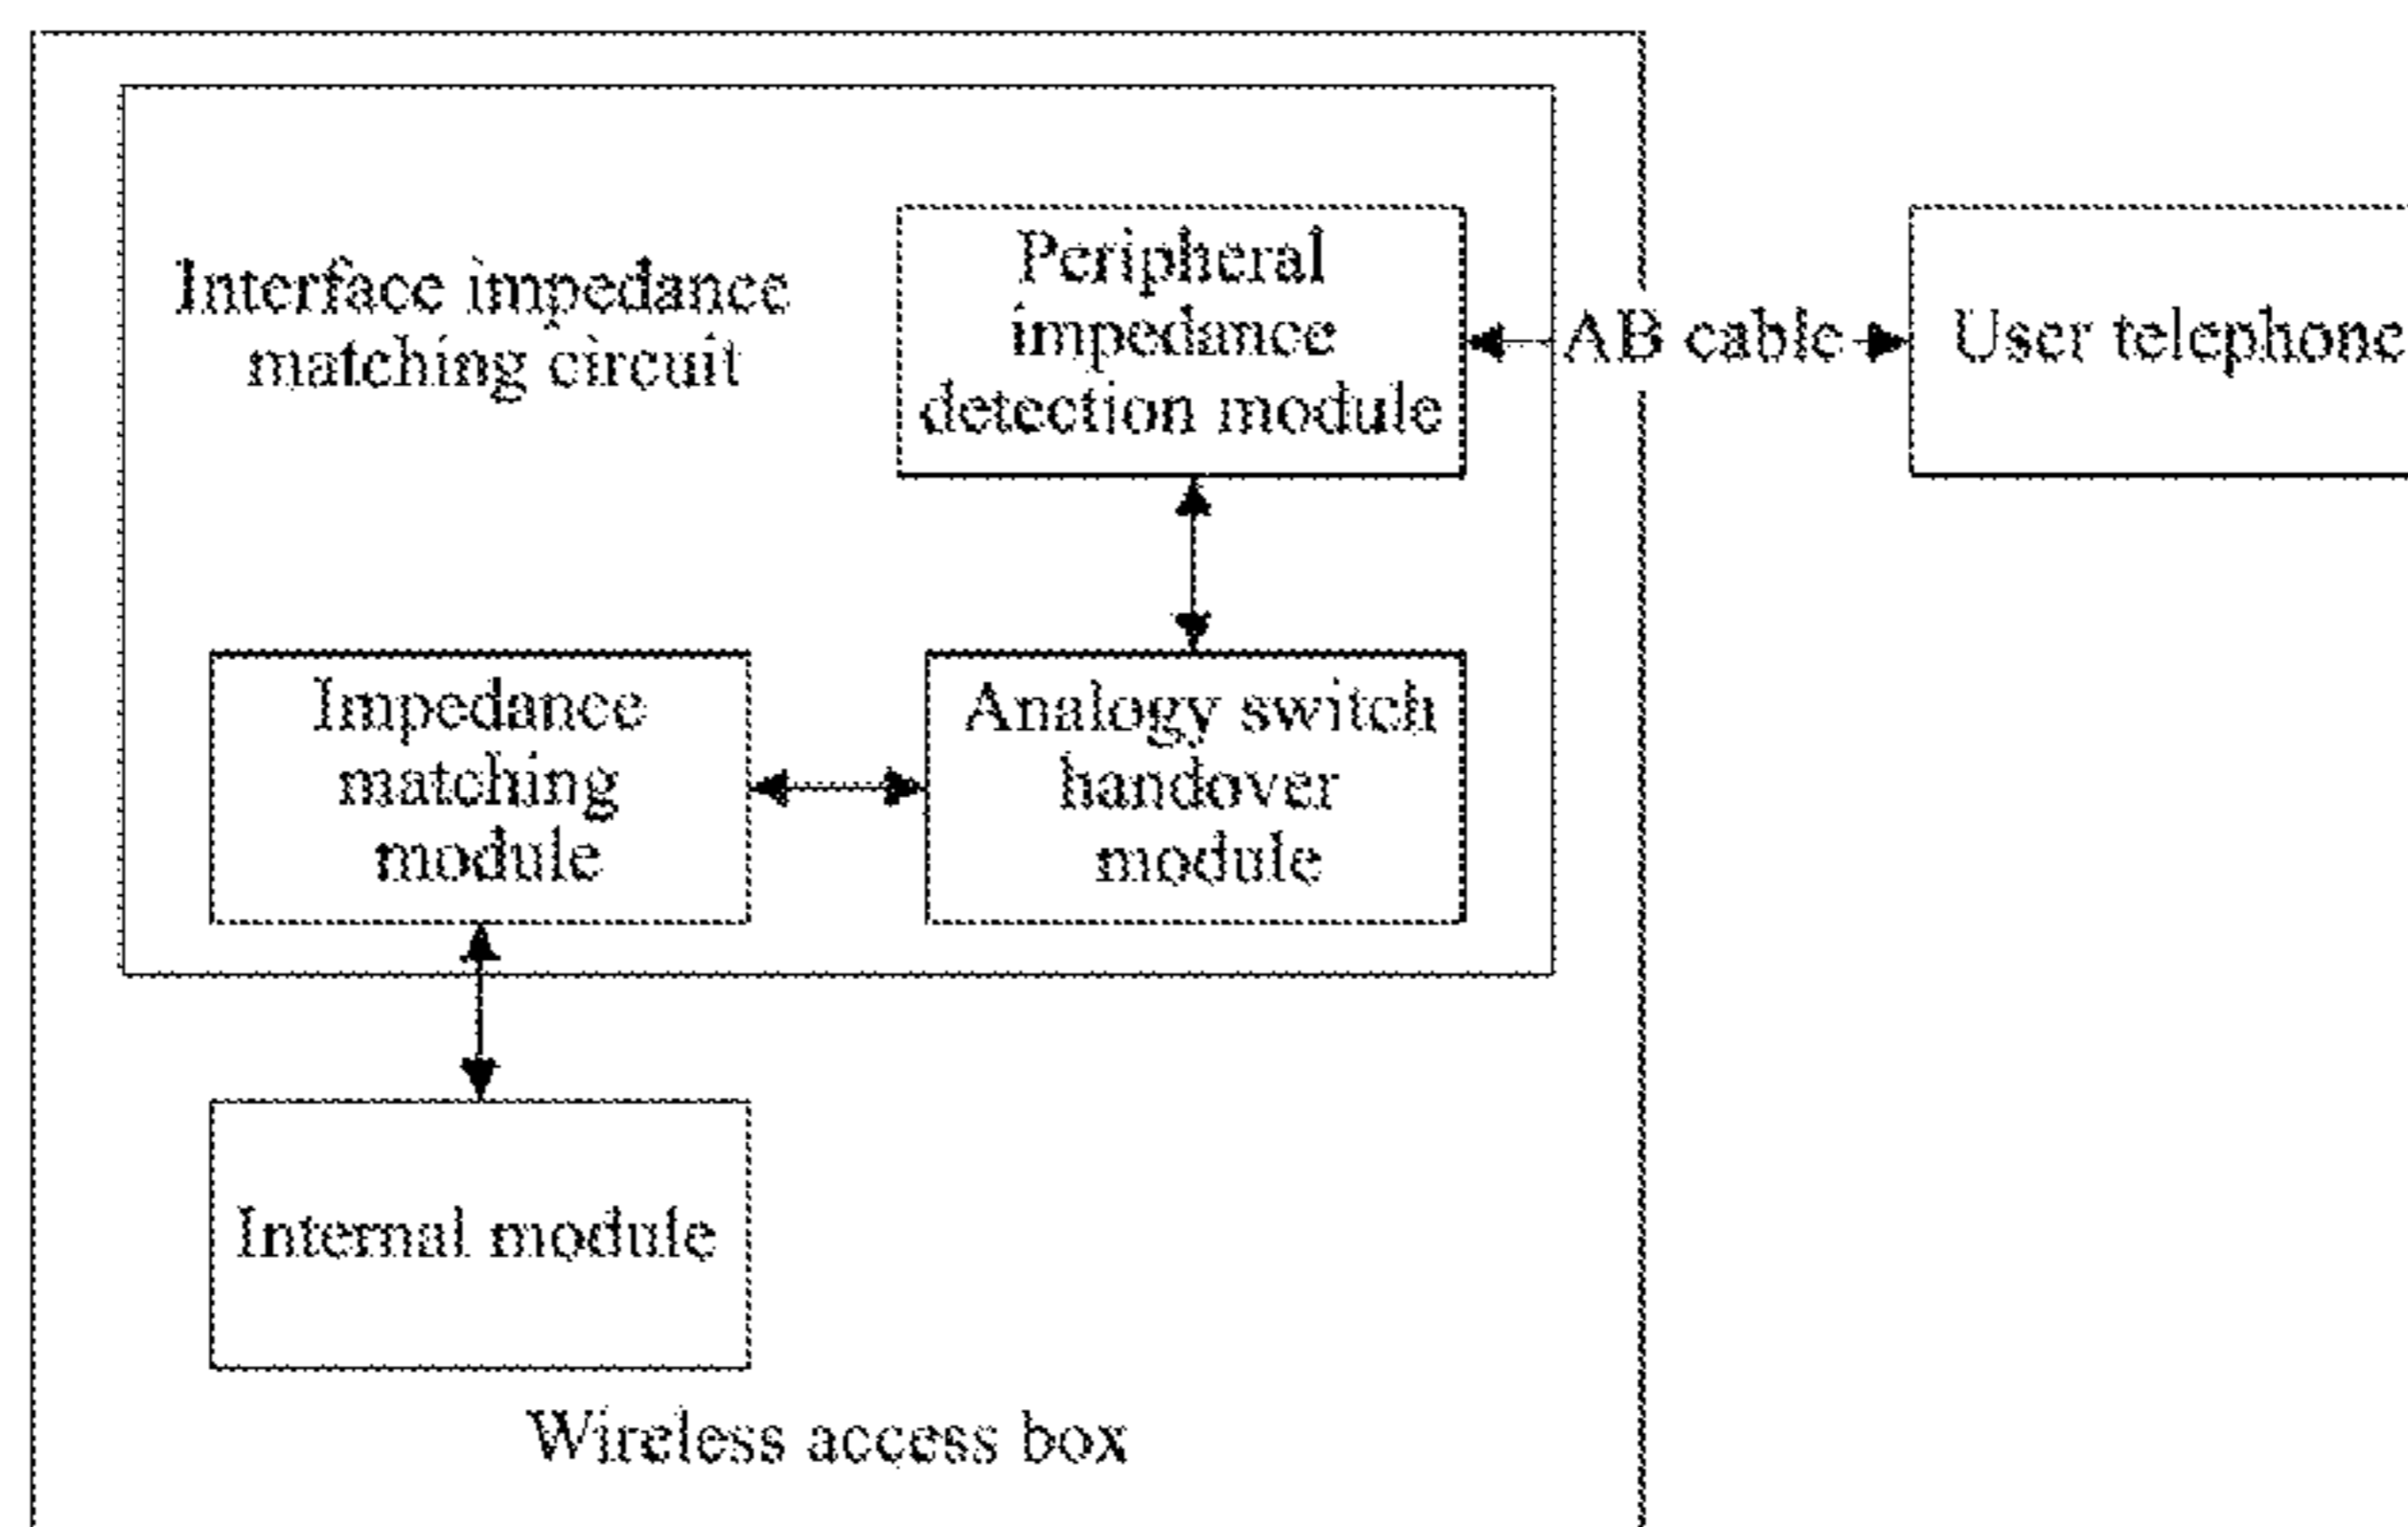 Interface impedance
matching circuit
Peripheral
impedance
detection module
AB cable
User telephone
Impedance
matching
module
Analogy switch
handover
module
Internal module
Wireless access box